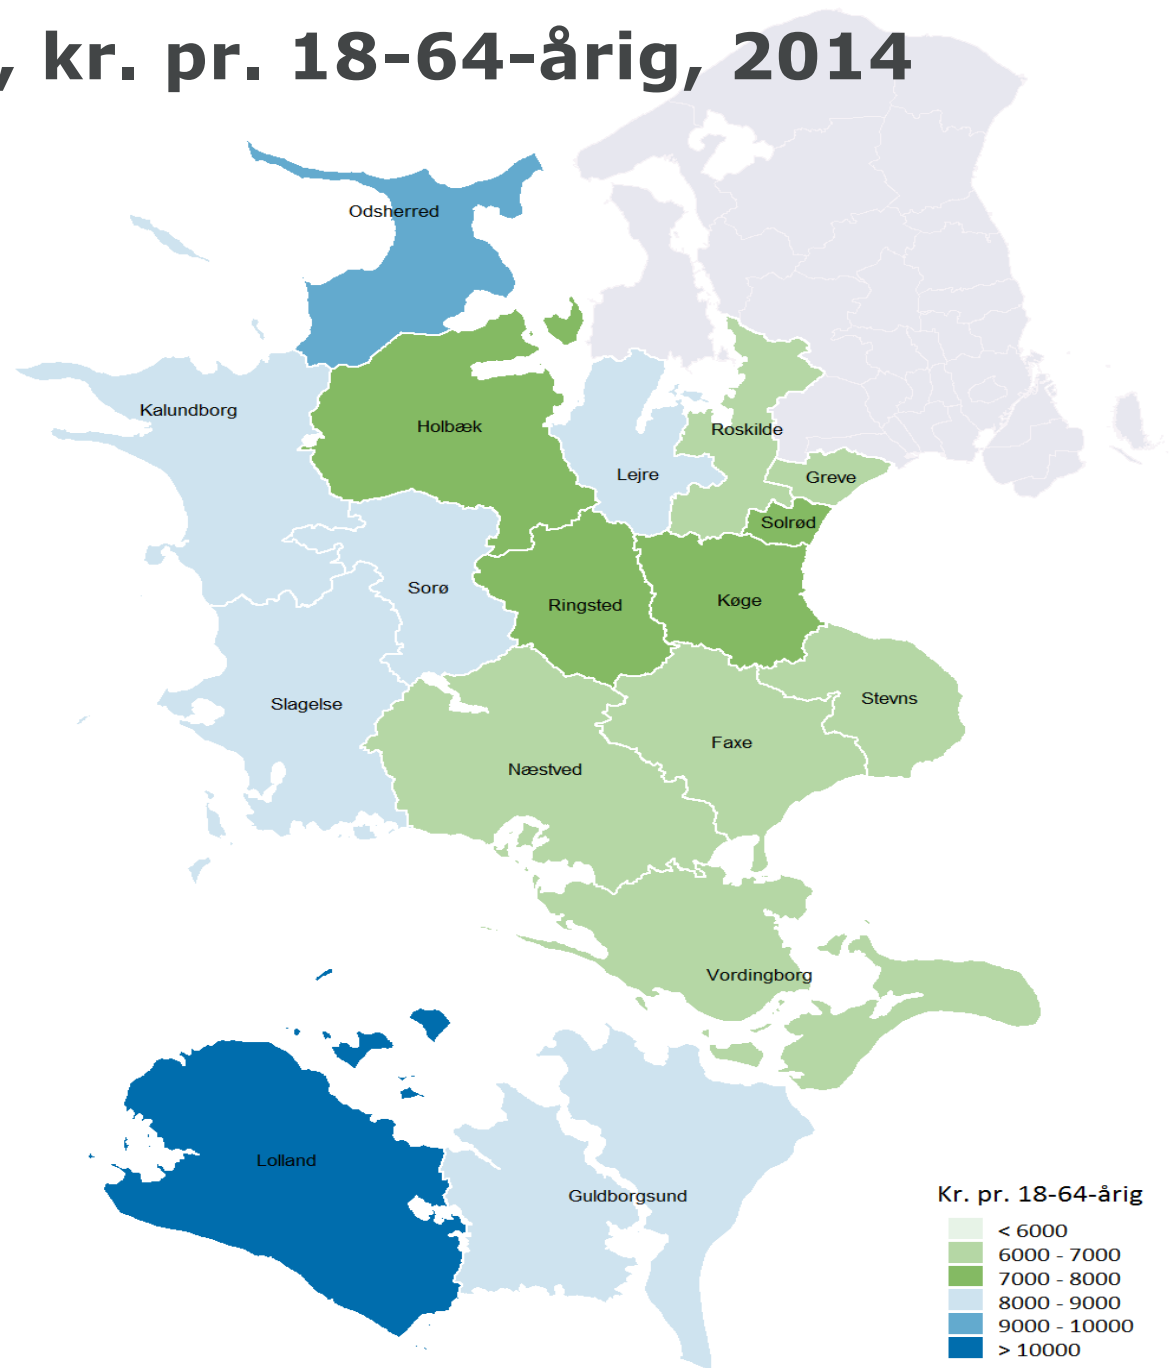 , kr. pr. 18-64-årig, 2014
Odsherred
Kalundborg
Holbæk
Roskilde
Lejre
Greve
Solrød
Sorø
Ringsted
Køge
Slagelse
Stevns
Faxe
Næstved
Vordingborg
Lolland
Guldborgsund
Kr. pr. 18-64-årig
< 6000
6000 - 7000
7000 - 8000
8000 - 9000
9000 - 10000
> 10000